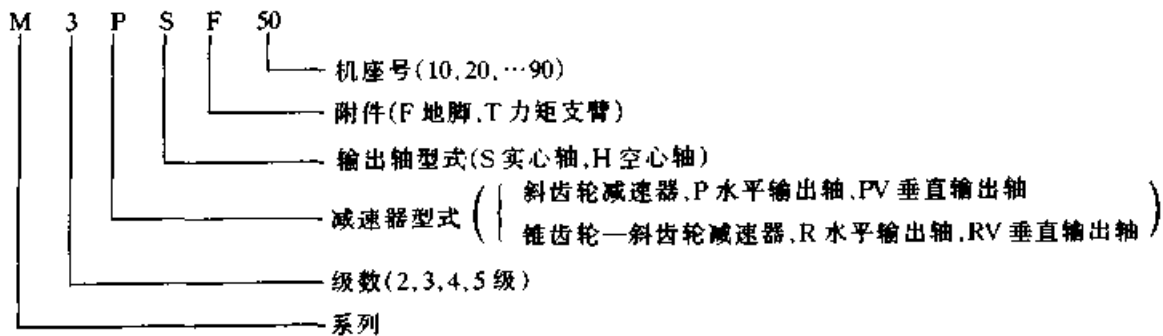 M 3 P S F 50
机座号(10,20,…90)
附件(F 地脚,T 力矩支臂)
输出轴型式(S 实心轴,H 空心轴)
斜齿轮减速器,P 水平输出轴,PV 垂直输出轴
减速器型式
锥齿轮—斜齿轮减速器,R 水平输出轴,RV 垂直输出轴
级数(2,3,4,5 级)
系列